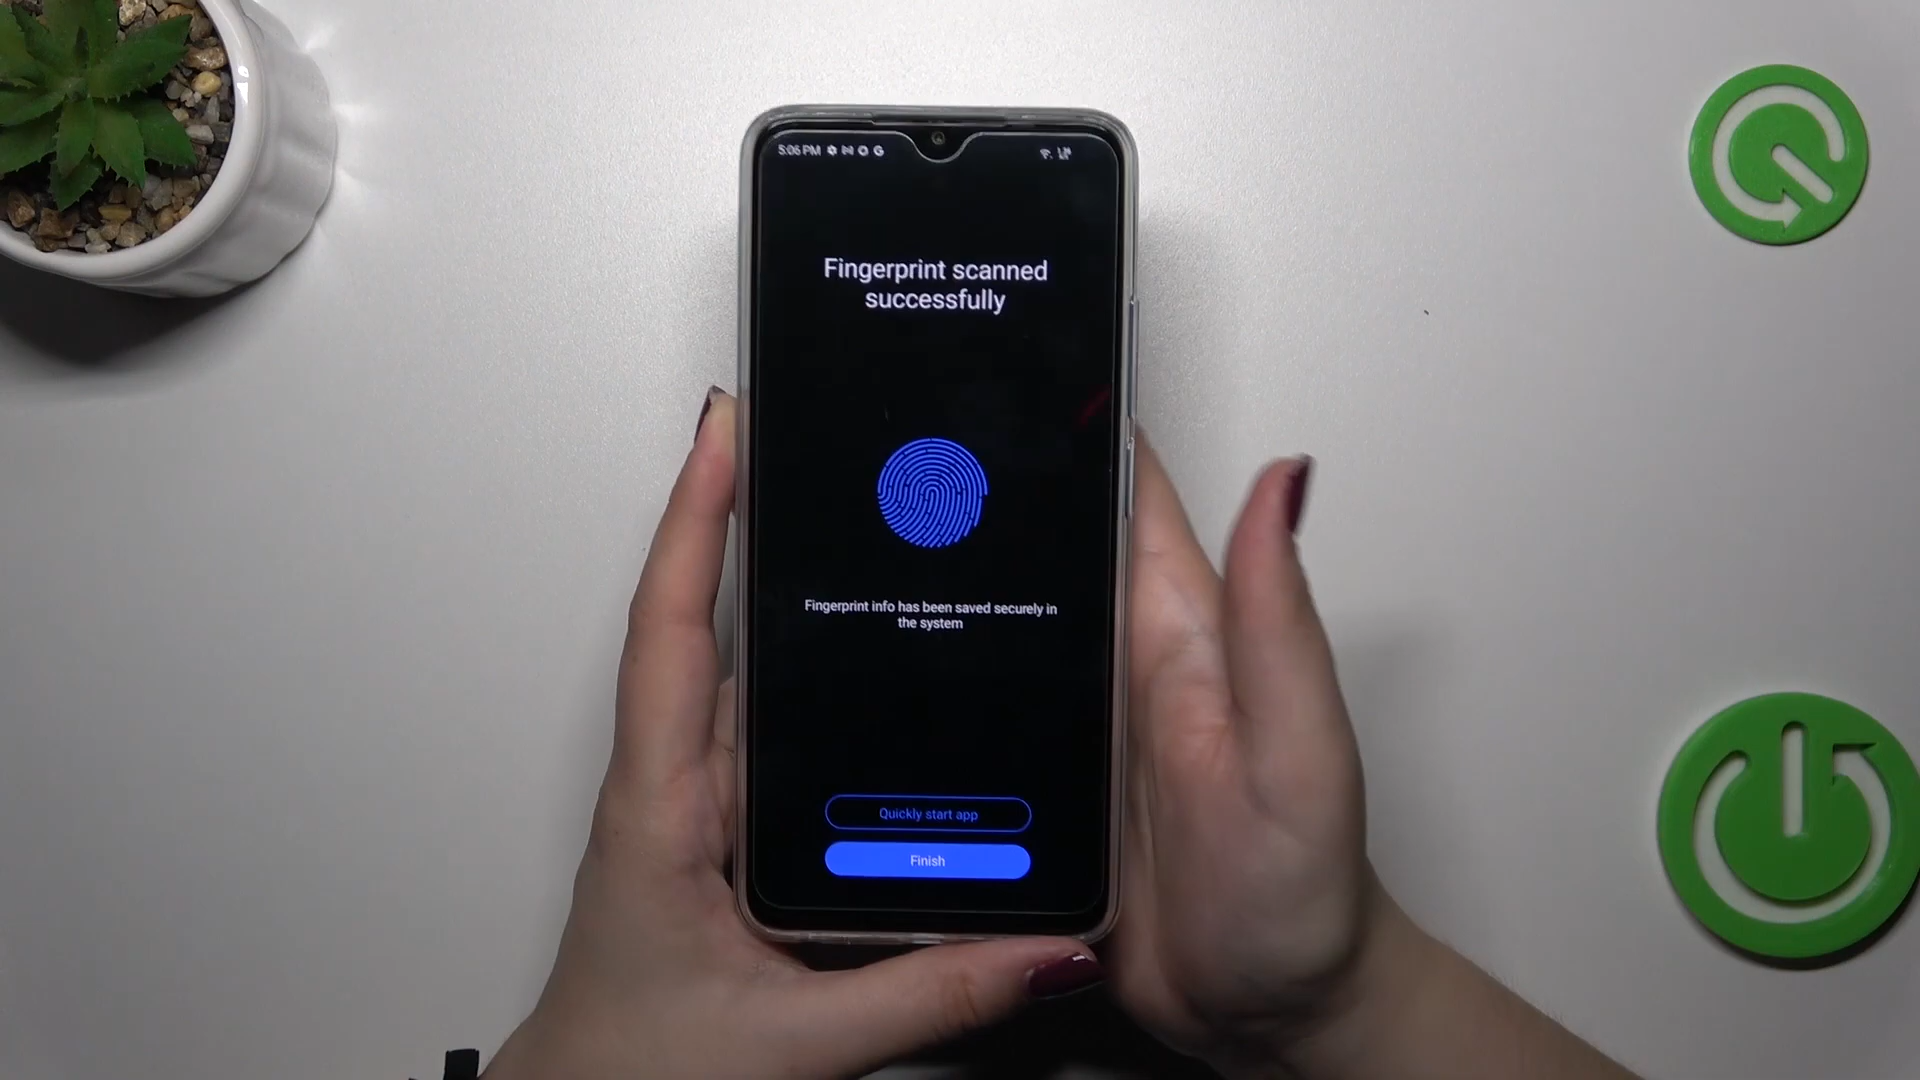 5:06 PM
Fingerprint scanned
successfully
Fingerprint info has been saved securely in
the system
Quickly start app
Finish